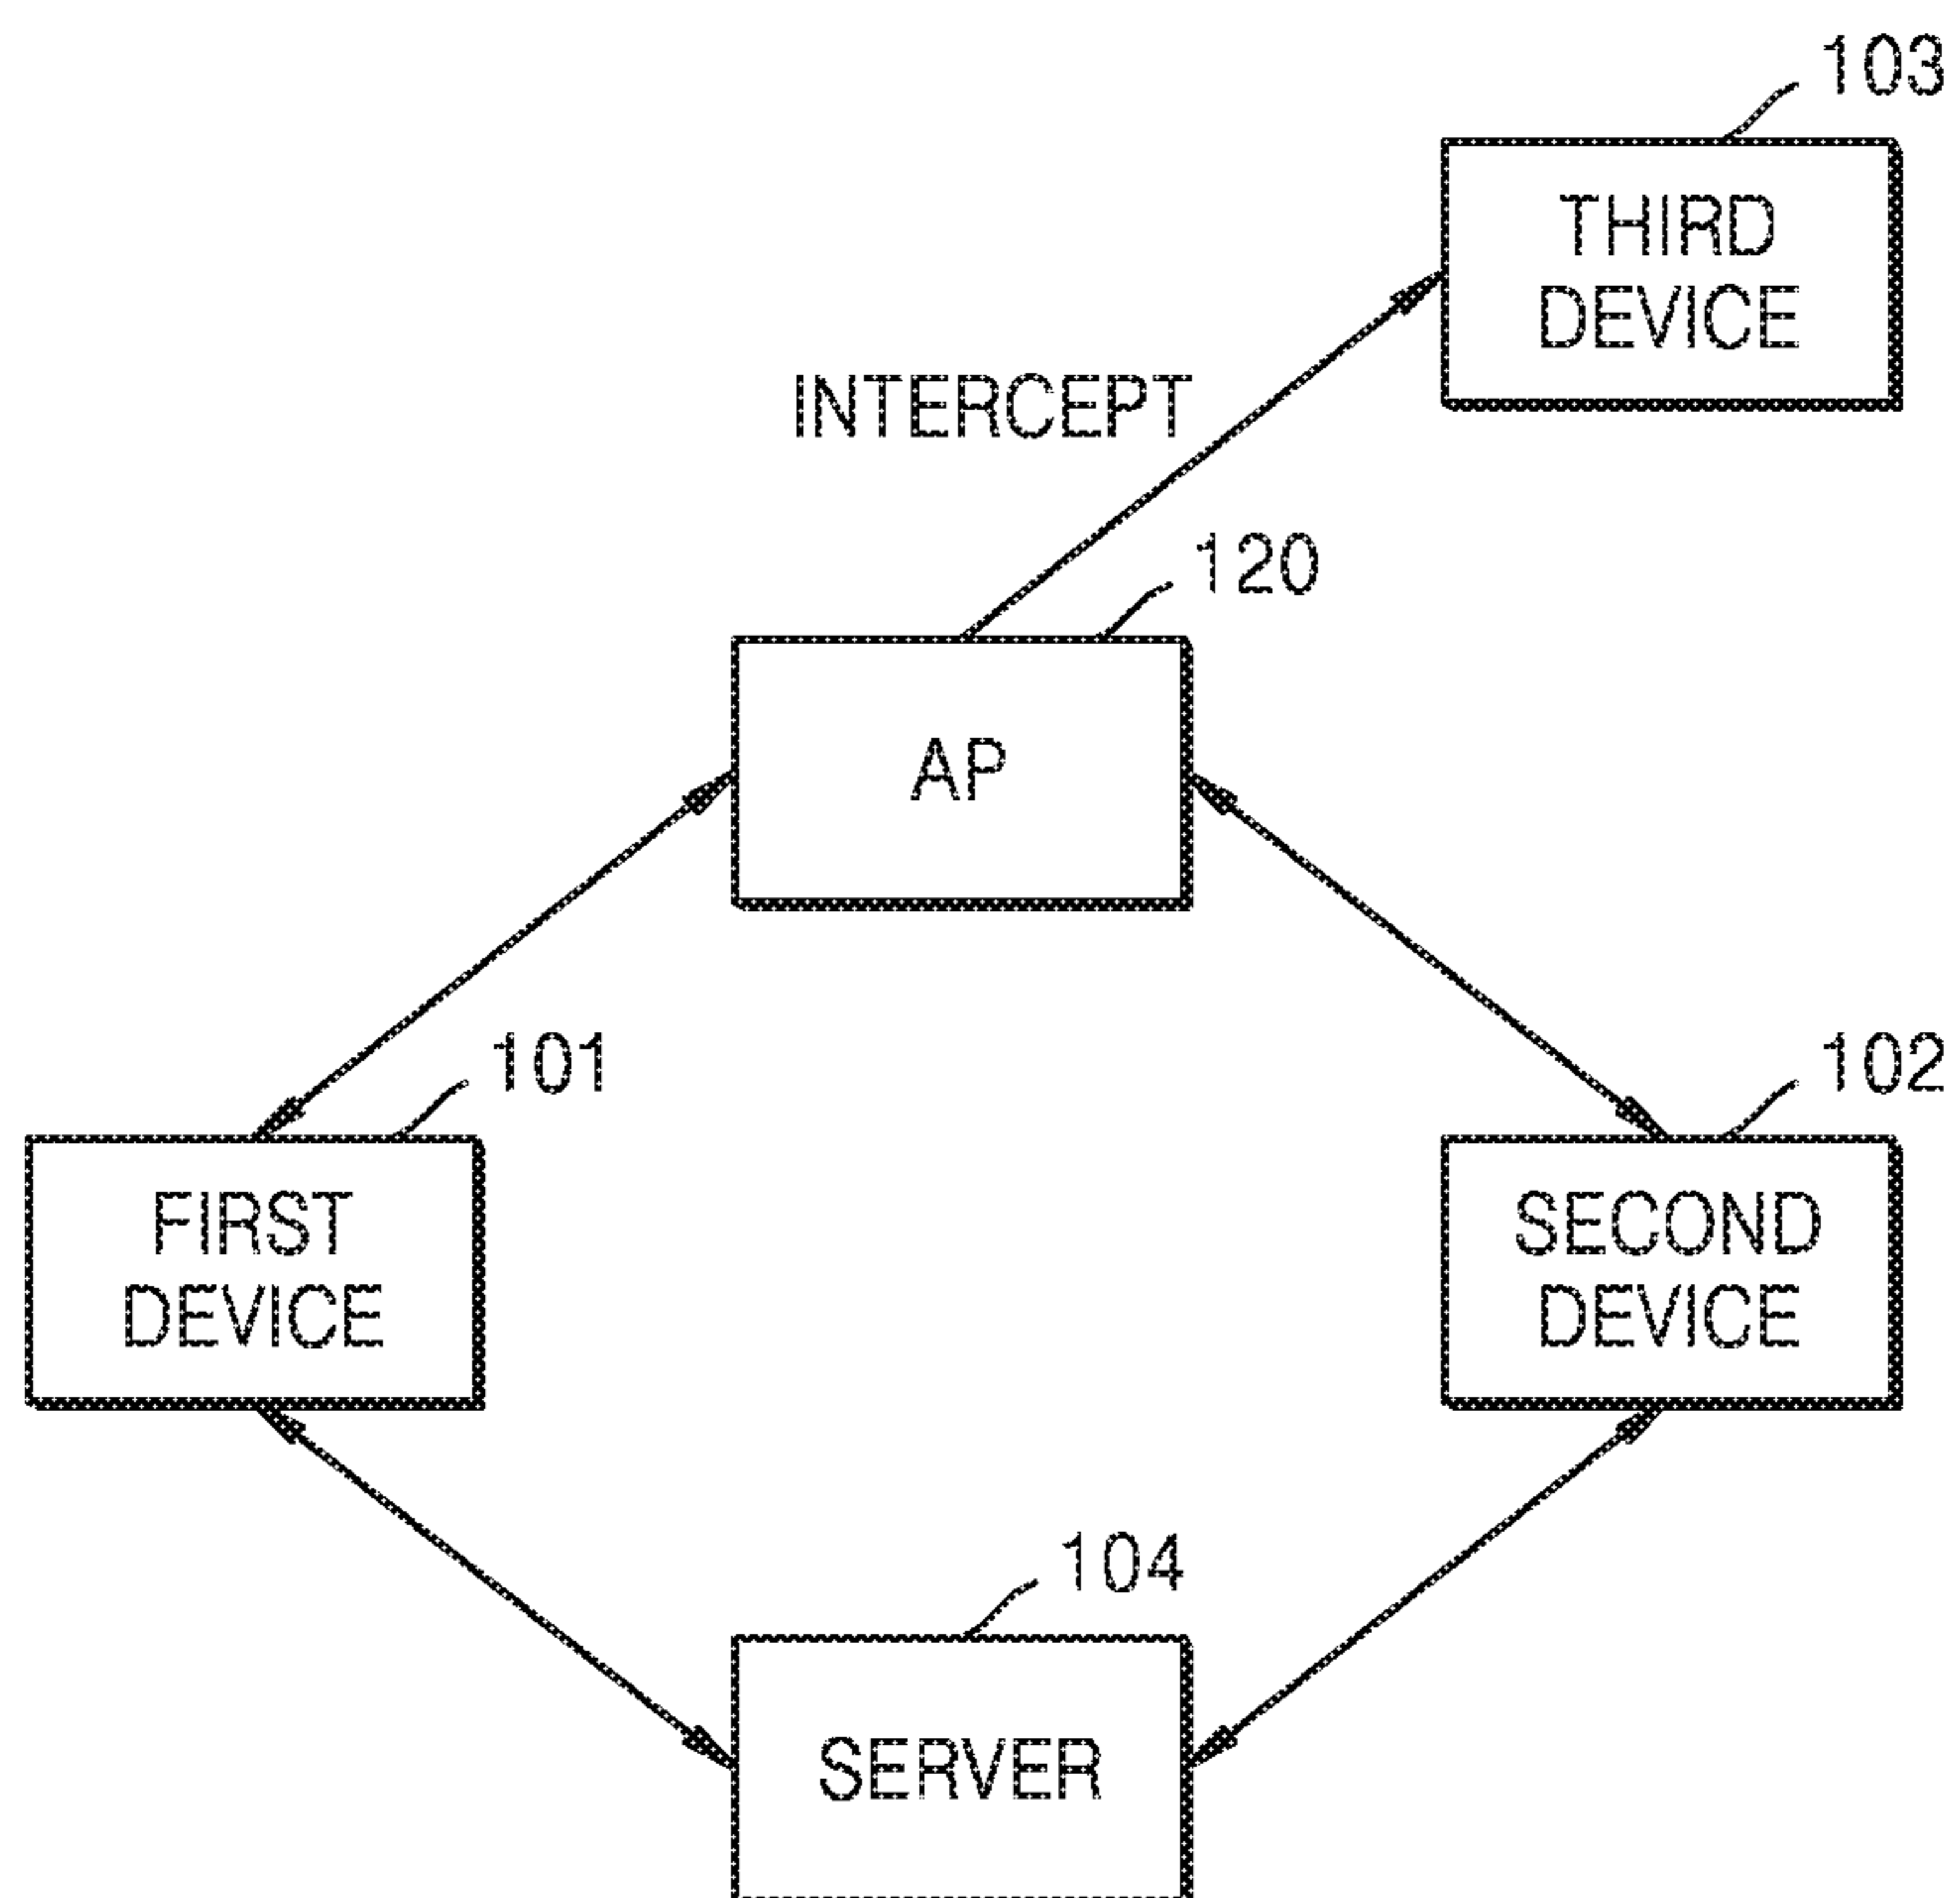 103
THIRD
DEVICE
INTERCEPT
120
AP
101
102
FIRST
DEVICE
SECOND
DEVICE
104
SERVER